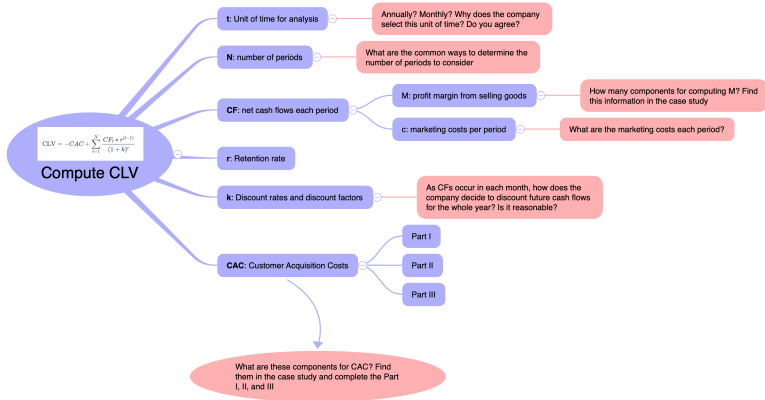 t: Unit of time for analysis
Annually? Monthly? Why does the company
select this unit of time? Do you agree?
N: number of periods
What are the common ways to determine the
number of periods to consider
CF: net cash flows each period
M: profit margin from selling goods
How many components for computing M? Find
this information in the case study
c: marketing costs per period
What are the marketing costs each period?
CLV = −CAC + ∑_{t=1}^{N} \frac{CF_t * r^{(t-1)}}{(1 + k)^t}
Compute CLV
r: Retention rate
k: Discount rates and discount factors
As CFs occur in each month, how does the
company decide to discount future cash flows
for the whole year? Is it reasonable?
CAC: Customer Acquisition Costs
Part I
Part II
Part III
What are these components for CAC? Find
them in the case study and complete the Part
I, II, and III